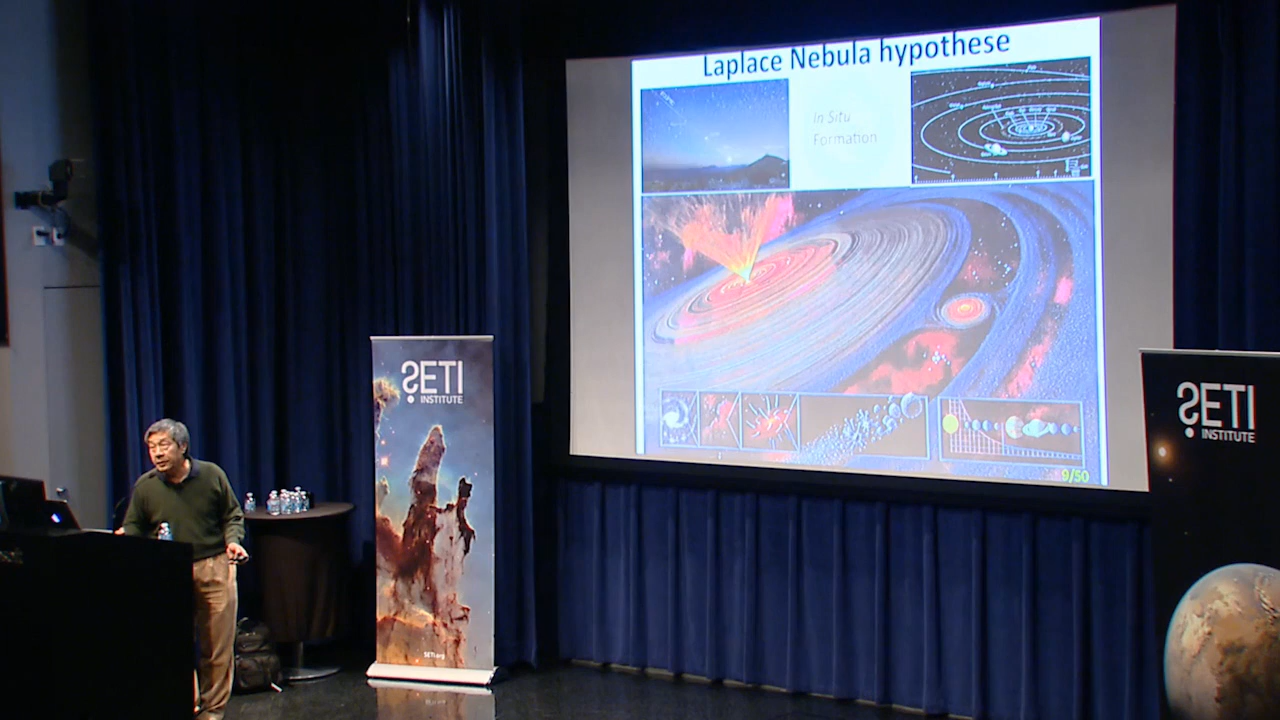 Laplace Nebula hypothese
In Situ
Formation
9/50
SETI
INSTITUTE
SETI.org
SETI
INSTITUTE